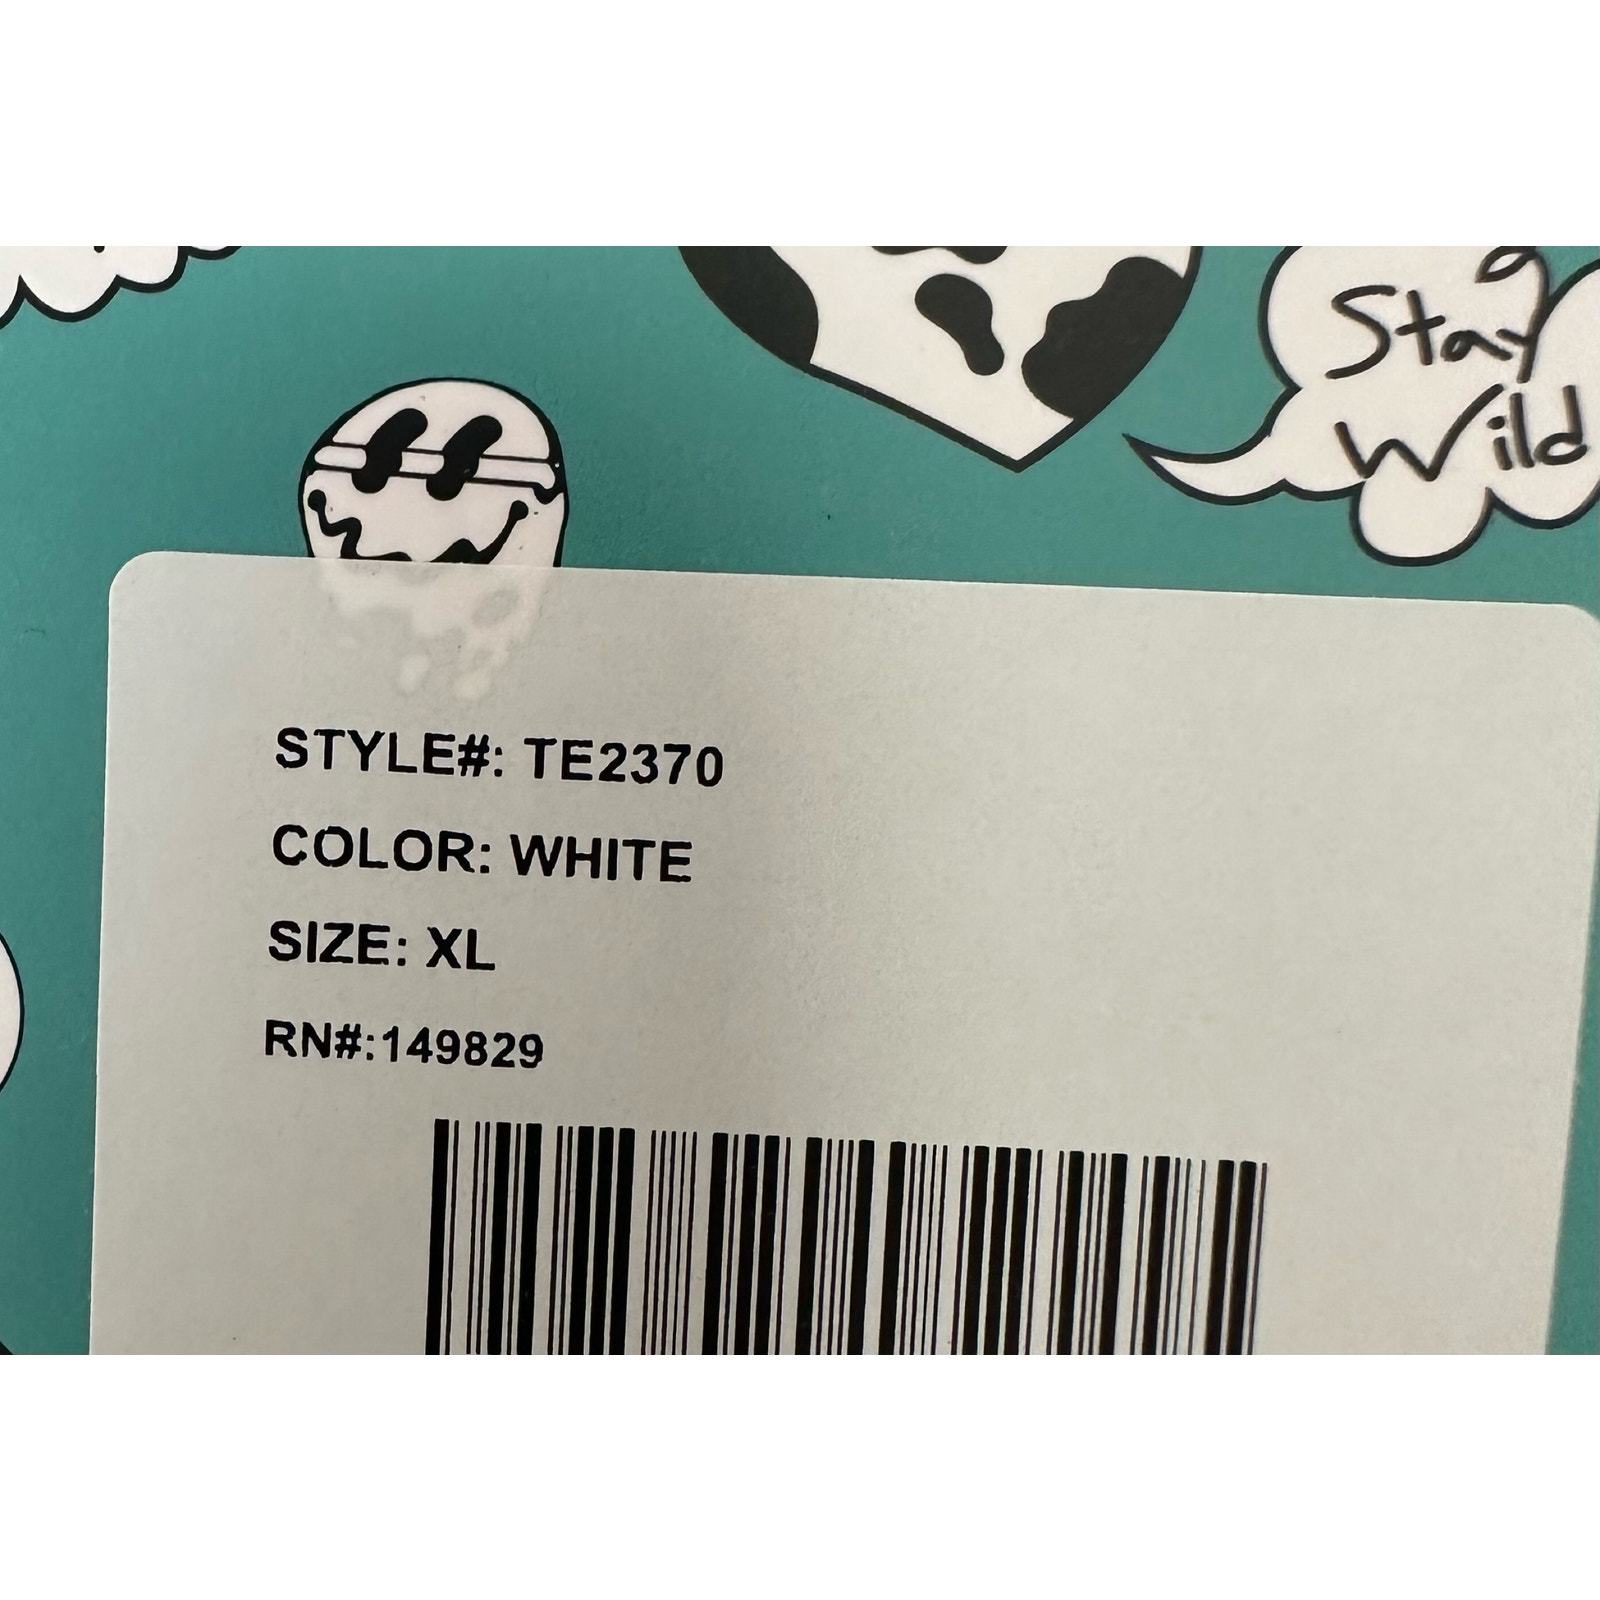 Stay
Wild
STYLE#: TE2370
COLOR: WHITE
SIZE: XL
RN#:149829